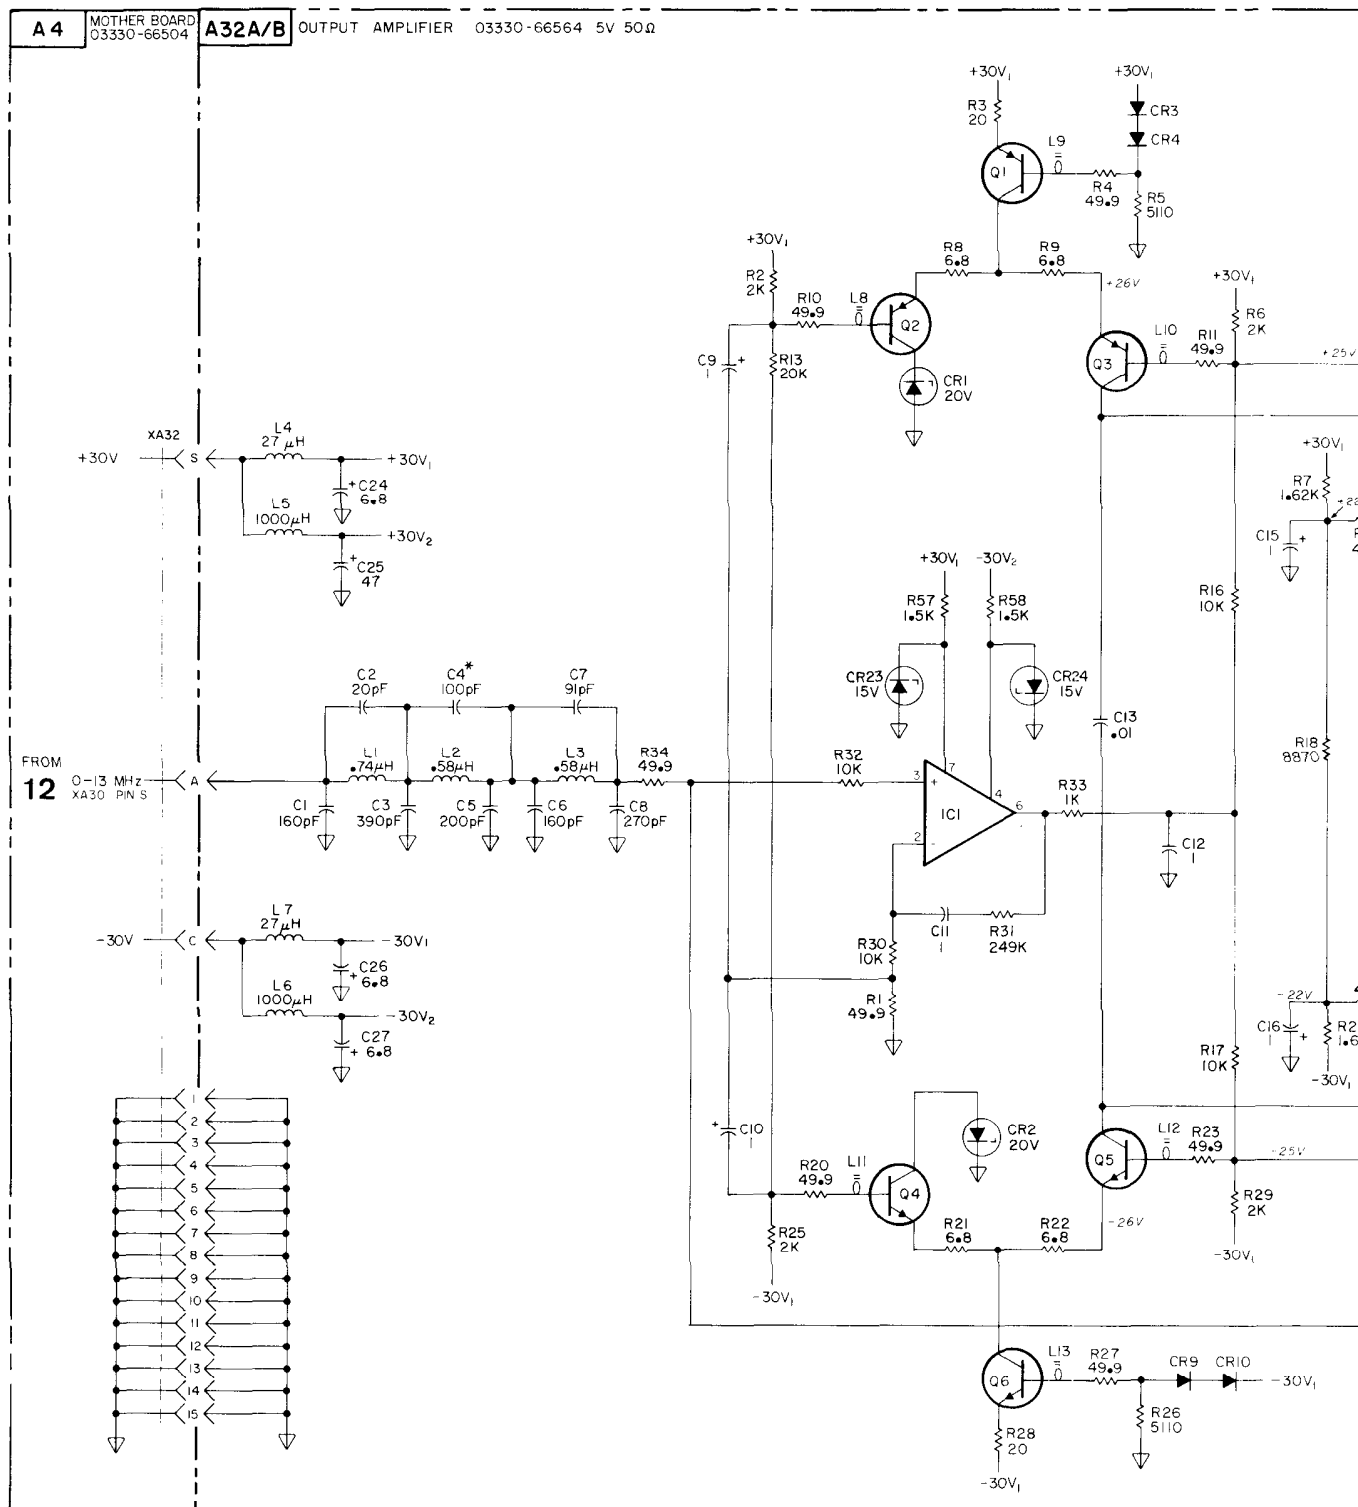 A4
MOTHER BOARD
03330-66504
A32A/B
OUTPUT AMPLIFIER 03330-66564 5V 50Ω
+30V₁
R3
20
Q1
L9
0
R4
49.9
+30V₁
CR3
CR4
R5
5110
+30V₁
R2
2K
R10
49.9
L8
0
Q2
R8
6.8
R9
6.8
+26V
C9
1
+
R13
20K
CR1
20V
Q3
L10
0
R11
49.9
+30V₁
R6
2K
+25V
XA32
+30V
S
L4
27 μH
+30V₁
+
C24
6.8
L5
1000μH
+30V₂
+
C25
47
+30V₁
R7
1.62K
C15
1
+
R16
10K
R18
8870
+30V₁
R57
1.5K
-30V₂
R58
1.5K
CR23
15V
CR24
15V
C13
.01
C2
20pF
C4*
100pF
C7
91pF
FROM
12
0-13 MHz
XA30 PIN S
A
L1
.74μH
L2
.58μH
L3
.58μH
R34
49.9
C1
160pF
C3
390pF
C5
200pF
C6
160pF
C8
270pF
R32
10K
3
+
7
4
IC1
6
2
-
R33
1K
C12
1
C11
1
R31
249K
R30
10K
R1
49.9
-30V
C
L7
27μH
-30V₁
C26
+ 6.8
L6
1000μH
-30V₂
C27
+ 6.8
-22V
C16
1
+
R17
10K
-30V₁
1
2
3
4
5
6
7
8
9
10
11
12
13
14
15
+
C10
1
R20
49.9
L11
0
Q4
CR2
20V
Q5
L12
0
R23
49.9
-25V
R29
2K
-30V₁
R25
2K
-30V₁
R21
6.8
R22
6.8
-26V
Q6
L13
0
R27
49.9
CR9
CR10
-30V₁
R26
5110
R28
20
-30V₁